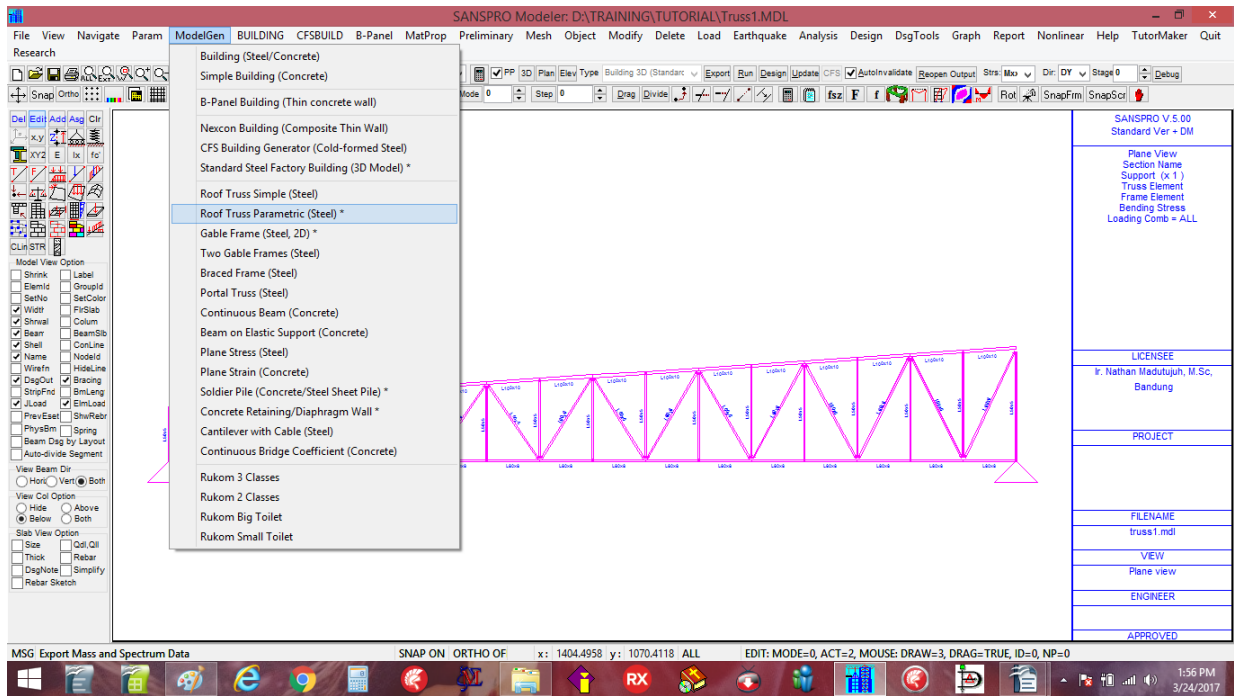 SANSPRO Modeler: D:\TRAINING\TUTORIAL\Truss1.MDL
File View Navigate Param ModelGen BUILDING CFSBUILD B-Panel MatProp Preliminary Mesh Object Modify Delete Load Earthquake Analysis Design DsgTools Graph Report Nonlinear Help TutorMaker Quit
Research
PP 3D Plan Elev Type Building 3D (Standarc Export Run Design Update CFS AutoInvalidate Reopen Output Strs: Mxx Dir: DY Stage 0 Debug
Snap Ortho Mode 0 Step 0 Drag Divide fsz F f Rot SnapFrm SnapScr
Del Edit Add Asg Clr
x,y
XY2 E Ix fc'
CLin STR
Model View Option
Shrink Label
ElemId GroupId
SetNo SetColor
Width FlrSlab
Shrwal Colum
Beam BeamSlb
Shell ConLine
Name NodeId
Wirefn HideLine
DsgOut Bracing
StripFnd BmLeng
JLoad ElmLoad
PrevEset ShwRebr
PhysBm Spring
Beam Dsg by Layout
Auto-divide Segment
View Beam Dir
Hori Vert Both
View Col Option
Hide Above
Below Both
Slab View Option
Size Qdl,Qll
Thick Rebar
DsgNote Simplify
Rebar Sketch
Building (Steel/Concrete)
Simple Building (Concrete)
B-Panel Building (Thin concrete wall)
Nexcon Building (Composite Thin Wall)
CFS Building Generator (Cold-formed Steel)
Standard Steel Factory Building (3D Model) *
Roof Truss Simple (Steel)
Roof Truss Parametric (Steel) *
Gable Frame (Steel, 2D) *
Two Gable Frames (Steel)
Braced Frame (Steel)
Portal Truss (Steel)
Continuous Beam (Concrete)
Beam on Elastic Support (Concrete)
Plane Stress (Steel)
Plane Strain (Concrete)
Soldier Pile (Concrete/Steel Sheet Pile) *
Concrete Retaining/Diaphragm Wall *
Cantilever with Cable (Steel)
Continuous Bridge Coefficient (Concrete)
Rukom 3 Classes
Rukom 2 Classes
Rukom Big Toilet
Rukom Small Toilet
SANSPRO V.5.00
Standard Ver + DM
Plane View
Section Name
Support (x 1 )
Truss Element
Frame Element
Bending Stress
Loading Comb = ALL
LICENSEE
Ir. Nathan Madutujuh, M.Sc,
Bandung
PROJECT
FILENAME
truss1.mdl
VIEW
Plane view
ENGINEER
APPROVED
MSG Export Mass and Spectrum Data SNAP ON ORTHO OF x: 1404.4958 y: 1070.4118 ALL EDIT: MODE=0, ACT=2, MOUSE: DRAW=3, DRAG=TRUE, ID=0, NP=0
RX
1:56 PM
3/24/2017